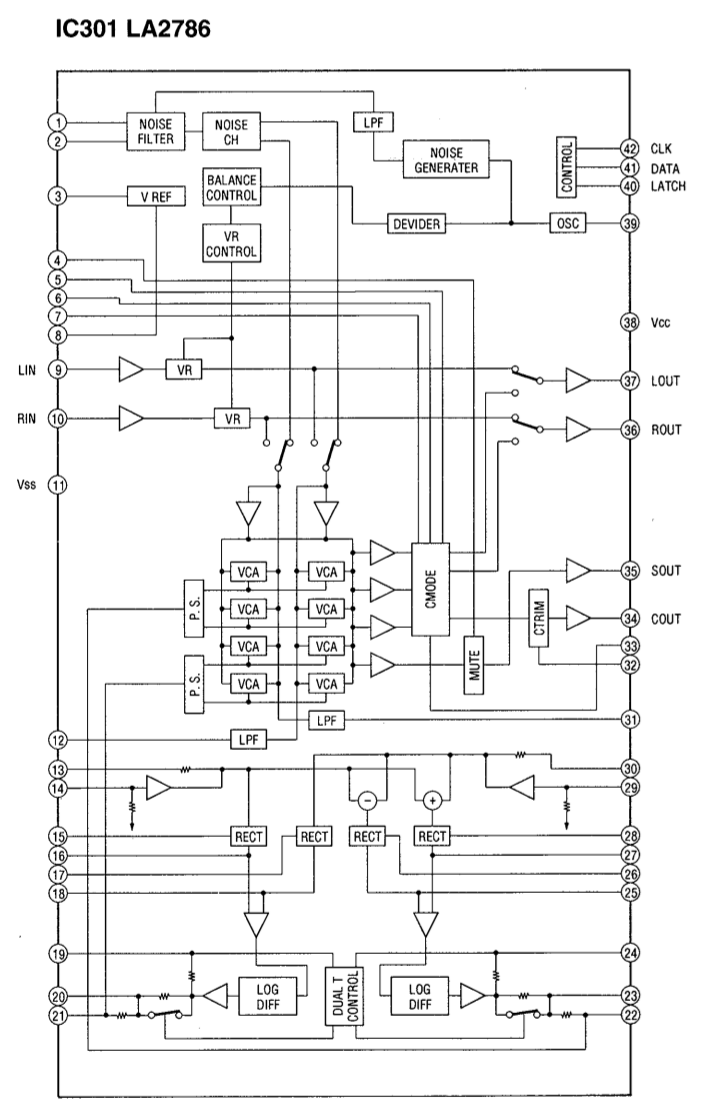 IC301 LA2786
1
2
3
4
5
6
7
8
LIN 9
RIN 10
Vss 11
12
13
14
15
16
17
18
19
20
21
NOISE
FILTER
NOISE
CH
LPF
NOISE
GENERATER
CONTROL
42 CLK
41 DATA
40 LATCH
V REF
BALANCE
CONTROL
VR
CONTROL
DEVIDER
OSC
39
38 Vcc
VR
VR
37 LOUT
36 ROUT
VCA
VCA
VCA
VCA
VCA
VCA
VCA
VCA
P. S.
P. S.
CMODE
MUTE
CTRIM
35 SOUT
34 COUT
33
32
LPF
31
LPF
30
29
−
+
RECT
RECT
RECT
RECT
28
27
26
25
24
LOG
DIFF
DUAL T
CONTROL
LOG
DIFF
23
22